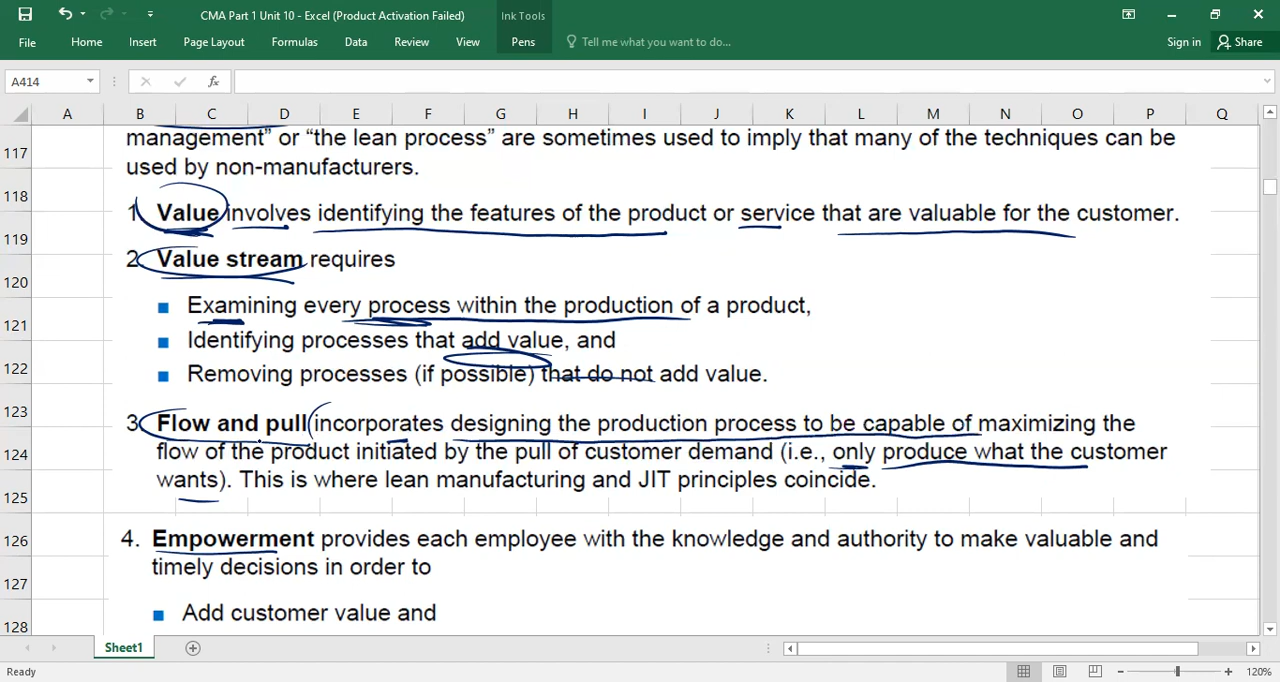 CMA Part 1 Unit 10 - Excel (Product Activation Failed)
Ink Tools
File Home Insert Page Layout Formulas Data Review View Pens Tell me what you want to do... Sign in Share
A414 fx
A B C D E F G H I J K L M N O P Q
117 management” or “the lean process” are sometimes used to imply that many of the techniques can be
used by non-manufacturers.
118
1 Value involves identifying the features of the product or service that are valuable for the customer.
119
2 Value stream requires
120
121 Examining every process within the production of a product,
122 Identifying processes that add value, and
Removing processes (if possible) that do not add value.
123
3 Flow and pull incorporates designing the production process to be capable of maximizing the
124 flow of the product initiated by the pull of customer demand (i.e., only produce what the customer
125 wants). This is where lean manufacturing and JIT principles coincide.
126 4. Empowerment provides each employee with the knowledge and authority to make valuable and
127 timely decisions in order to
128 Add customer value and
Sheet1
Ready 120%